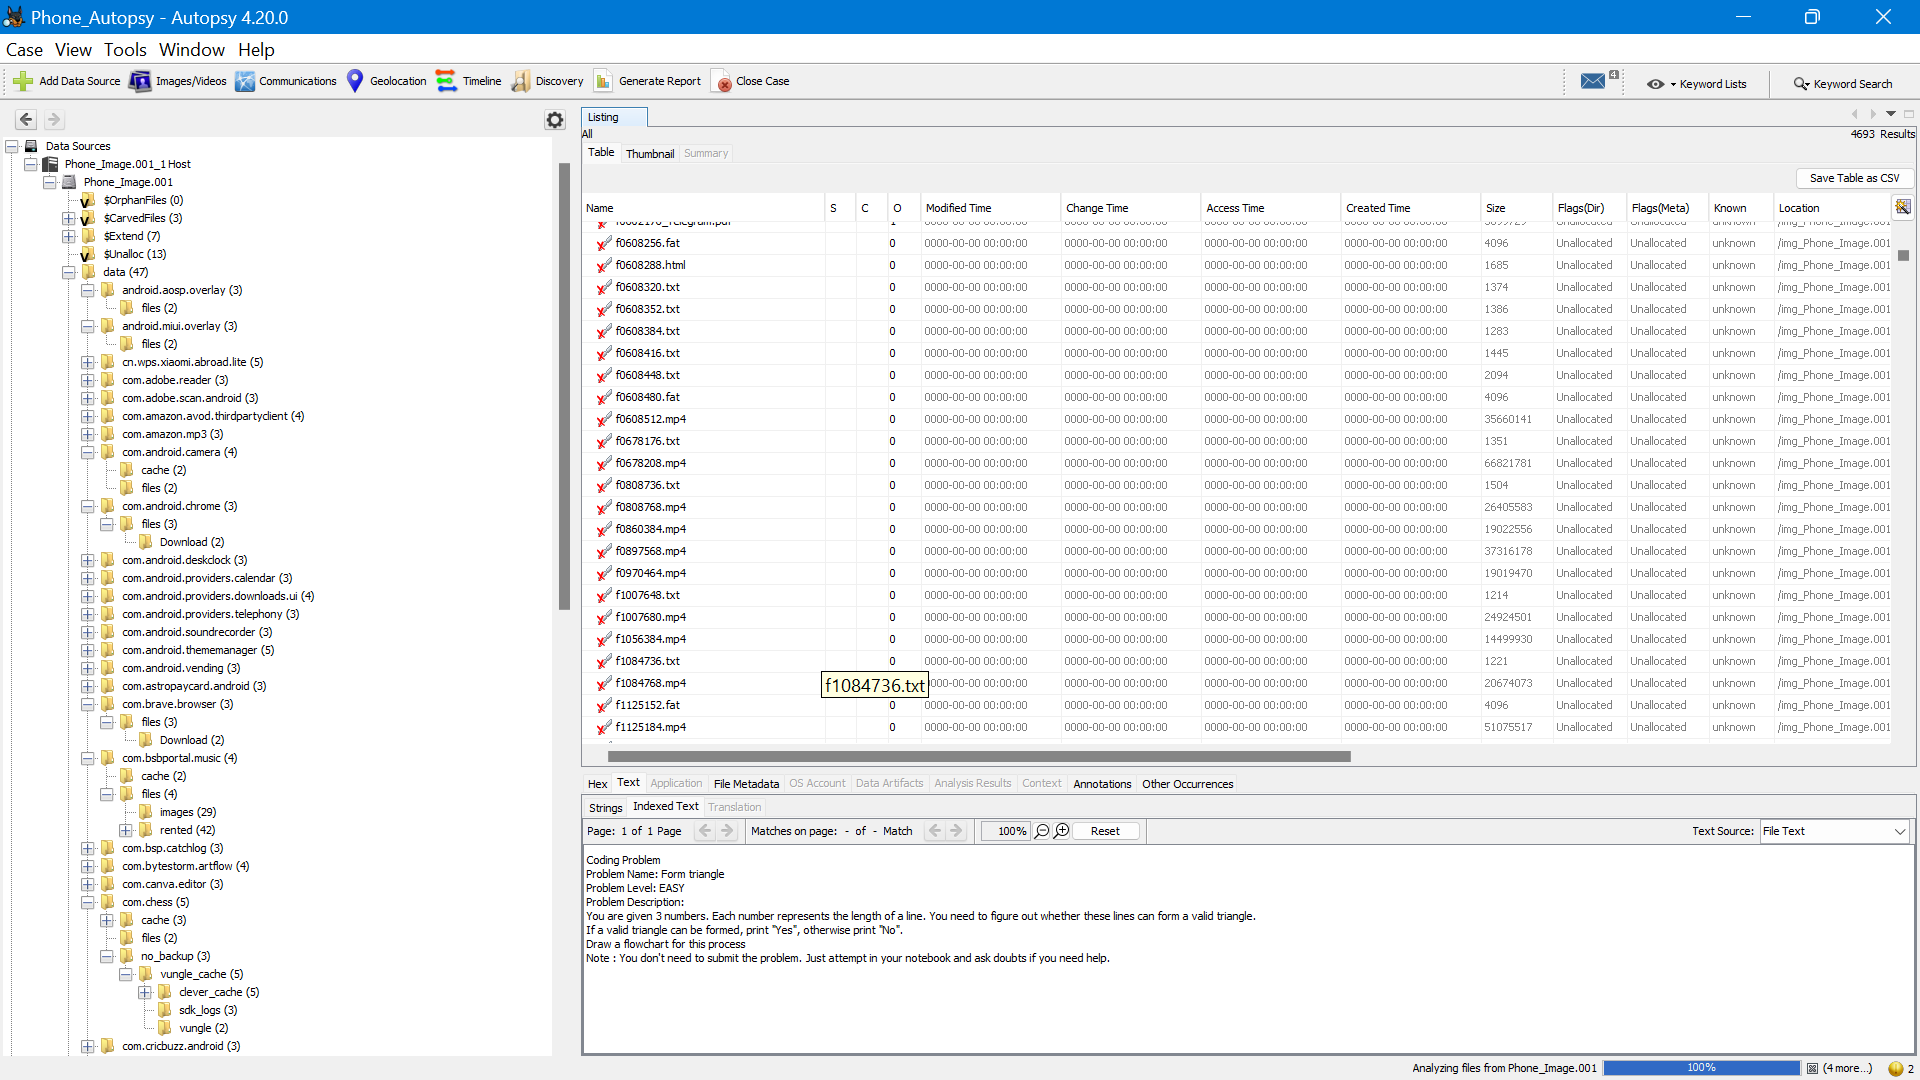 Phone_Autopsy - Autopsy 4.20.0
Case View Tools Window Help
Add Data Source Images/Videos Communications Geolocation Timeline Discovery Generate Report Close Case 4 Keyword Lists Keyword Search
Data Sources
Phone_Image.001_1 Host
Phone_Image.001
$OrphanFiles (0)
$CarvedFiles (3)
$Extend (7)
$Unalloc (13)
data (47)
android.aosp.overlay (3)
files (2)
android.miui.overlay (3)
files (2)
cn.wps.xiaomi.abroad.lite (5)
com.adobe.reader (3)
com.adobe.scan.android (3)
com.amazon.avod.thirdpartyclient (4)
com.amazon.mp3 (3)
com.android.camera (4)
cache (2)
files (2)
com.android.chrome (3)
files (3)
Download (2)
com.android.deskclock (3)
com.android.providers.calendar (3)
com.android.providers.downloads.ui (4)
com.android.providers.telephony (3)
com.android.soundrecorder (3)
com.android.thememanager (5)
com.android.vending (3)
com.astropaycard.android (3)
com.brave.browser (3)
files (3)
Download (2)
com.bsbportal.music (4)
cache (2)
files (4)
images (29)
rented (42)
com.bsp.catchlog (3)
com.bytestorm.artflow (4)
com.canva.editor (3)
com.chess (5)
cache (3)
files (2)
no_backup (3)
vungle_cache (5)
clever_cache (5)
sdk_logs (3)
vungle (2)
com.cricbuzz.android (3)
Listing
All
4693 Results
Table Thumbnail Summary
Save Table as CSV
Name S C O Modified Time Change Time Access Time Created Time Size Flags(Dir) Flags(Meta) Known Location
f0608256.fat 0 0000-00-00 00:00:00 0000-00-00 00:00:00 0000-00-00 00:00:00 0000-00-00 00:00:00 4096 Unallocated Unallocated unknown /img_Phone_Image.001
f0608288.html 0 0000-00-00 00:00:00 0000-00-00 00:00:00 0000-00-00 00:00:00 0000-00-00 00:00:00 1685 Unallocated Unallocated unknown /img_Phone_Image.001
f0608320.txt 0 0000-00-00 00:00:00 0000-00-00 00:00:00 0000-00-00 00:00:00 0000-00-00 00:00:00 1374 Unallocated Unallocated unknown /img_Phone_Image.001
f0608352.txt 0 0000-00-00 00:00:00 0000-00-00 00:00:00 0000-00-00 00:00:00 0000-00-00 00:00:00 1386 Unallocated Unallocated unknown /img_Phone_Image.001
f0608384.txt 0 0000-00-00 00:00:00 0000-00-00 00:00:00 0000-00-00 00:00:00 0000-00-00 00:00:00 1283 Unallocated Unallocated unknown /img_Phone_Image.001
f0608416.txt 0 0000-00-00 00:00:00 0000-00-00 00:00:00 0000-00-00 00:00:00 0000-00-00 00:00:00 1445 Unallocated Unallocated unknown /img_Phone_Image.001
f0608448.txt 0 0000-00-00 00:00:00 0000-00-00 00:00:00 0000-00-00 00:00:00 0000-00-00 00:00:00 2094 Unallocated Unallocated unknown /img_Phone_Image.001
f0608480.fat 0 0000-00-00 00:00:00 0000-00-00 00:00:00 0000-00-00 00:00:00 0000-00-00 00:00:00 4096 Unallocated Unallocated unknown /img_Phone_Image.001
f0608512.mp4 0 0000-00-00 00:00:00 0000-00-00 00:00:00 0000-00-00 00:00:00 0000-00-00 00:00:00 35660141 Unallocated Unallocated unknown /img_Phone_Image.001
f0678176.txt 0 0000-00-00 00:00:00 0000-00-00 00:00:00 0000-00-00 00:00:00 0000-00-00 00:00:00 1351 Unallocated Unallocated unknown /img_Phone_Image.001
f0678208.mp4 0 0000-00-00 00:00:00 0000-00-00 00:00:00 0000-00-00 00:00:00 0000-00-00 00:00:00 66821781 Unallocated Unallocated unknown /img_Phone_Image.001
f0808736.txt 0 0000-00-00 00:00:00 0000-00-00 00:00:00 0000-00-00 00:00:00 0000-00-00 00:00:00 1504 Unallocated Unallocated unknown /img_Phone_Image.001
f0808768.mp4 0 0000-00-00 00:00:00 0000-00-00 00:00:00 0000-00-00 00:00:00 0000-00-00 00:00:00 26405583 Unallocated Unallocated unknown /img_Phone_Image.001
f0860384.mp4 0 0000-00-00 00:00:00 0000-00-00 00:00:00 0000-00-00 00:00:00 0000-00-00 00:00:00 19022556 Unallocated Unallocated unknown /img_Phone_Image.001
f0897568.mp4 0 0000-00-00 00:00:00 0000-00-00 00:00:00 0000-00-00 00:00:00 0000-00-00 00:00:00 37316178 Unallocated Unallocated unknown /img_Phone_Image.001
f0970464.mp4 0 0000-00-00 00:00:00 0000-00-00 00:00:00 0000-00-00 00:00:00 0000-00-00 00:00:00 19019470 Unallocated Unallocated unknown /img_Phone_Image.001
f1007648.txt 0 0000-00-00 00:00:00 0000-00-00 00:00:00 0000-00-00 00:00:00 0000-00-00 00:00:00 1214 Unallocated Unallocated unknown /img_Phone_Image.001
f1007680.mp4 0 0000-00-00 00:00:00 0000-00-00 00:00:00 0000-00-00 00:00:00 0000-00-00 00:00:00 24924501 Unallocated Unallocated unknown /img_Phone_Image.001
f1056384.mp4 0 0000-00-00 00:00:00 0000-00-00 00:00:00 0000-00-00 00:00:00 0000-00-00 00:00:00 14499930 Unallocated Unallocated unknown /img_Phone_Image.001
f1084736.txt 0 0000-00-00 00:00:00 0000-00-00 00:00:00 0000-00-00 00:00:00 0000-00-00 00:00:00 1221 Unallocated Unallocated unknown /img_Phone_Image.001
f1084768.mp4 f1084736.txt 0000-00-00 00:00:00 0000-00-00 00:00:00 0000-00-00 00:00:00 0000-00-00 00:00:00 20674073 Unallocated Unallocated unknown /img_Phone_Image.001
f1125152.fat 0 0000-00-00 00:00:00 0000-00-00 00:00:00 0000-00-00 00:00:00 0000-00-00 00:00:00 4096 Unallocated Unallocated unknown /img_Phone_Image.001
f1125184.mp4 0 0000-00-00 00:00:00 0000-00-00 00:00:00 0000-00-00 00:00:00 0000-00-00 00:00:00 51075517 Unallocated Unallocated unknown /img_Phone_Image.001
Hex Text Application File Metadata OS Account Data Artifacts Analysis Results Context Annotations Other Occurrences
Strings Indexed Text Translation
Page: 1 of 1 Page Matches on page: - of - Match 100% Reset Text Source: File Text
Coding Problem
Problem Name: Form triangle
Problem Level: EASY
Problem Description:
You are given 3 numbers. Each number represents the length of a line. You need to figure out whether these lines can form a valid triangle.
If a valid triangle can be formed, print "Yes", otherwise print "No".
Draw a flowchart for this process
Note : You don't need to submit the problem. Just attempt in your notebook and ask doubts if you need help.
Analyzing files from Phone_Image.001 100% (4 more...) 2